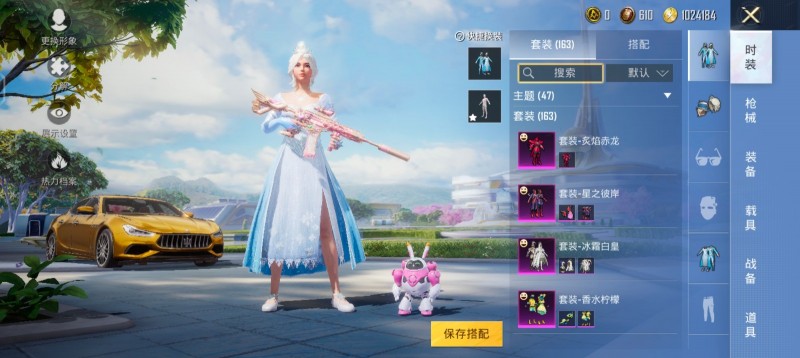 更换形象
展示设置
热力档案
快捷换装
0
610
1024184
套装 (163)
搭配
搜索
默认
主题 (47)
套装 (163)
套装-炙焰赤龙
套装-星之彼岸
套装-冰霜白皇
套装-香水柠檬
保存搭配
时装
枪械
装备
载具
战备
道具